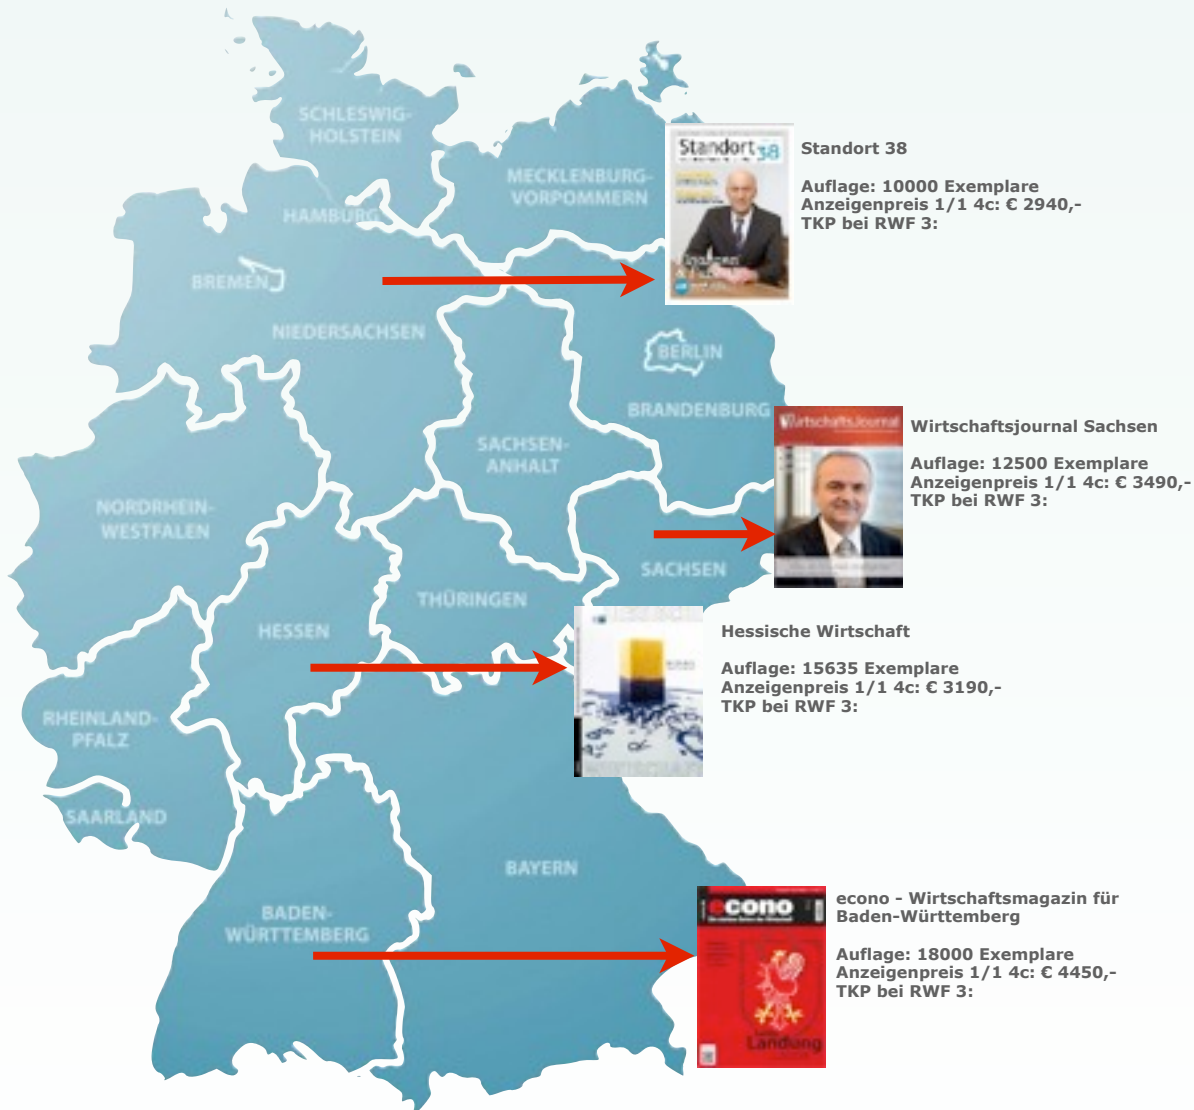 SCHLESWIG-
HOLSTEIN
MECKLENBURG-
VORPOMMERN
HAMBURG
BREMEN
NIEDERSACHSEN
BERLIN
BRANDENBURG
SACHSEN-
ANHALT
NORDRHEIN-
WESTFALEN
SACHSEN
THÜRINGEN
HESSEN
RHEINLAND-
PFALZ
SAARLAND
BAYERN
BADEN-
WÜRTTEMBERG
Standort 38
Standort 38
Auflage: 10000 Exemplare
Anzeigenpreis 1/1 4c: € 2940,-
TKP bei RWF 3:
WirtschaftsJournal
Wirtschaftsjournal Sachsen
Auflage: 12500 Exemplare
Anzeigenpreis 1/1 4c: € 3490,-
TKP bei RWF 3:
Hessische Wirtschaft
Auflage: 15635 Exemplare
Anzeigenpreis 1/1 4c: € 3190,-
TKP bei RWF 3:
econo
Landung
econo - Wirtschaftsmagazin für
Baden-Württemberg
Auflage: 18000 Exemplare
Anzeigenpreis 1/1 4c: € 4450,-
TKP bei RWF 3: